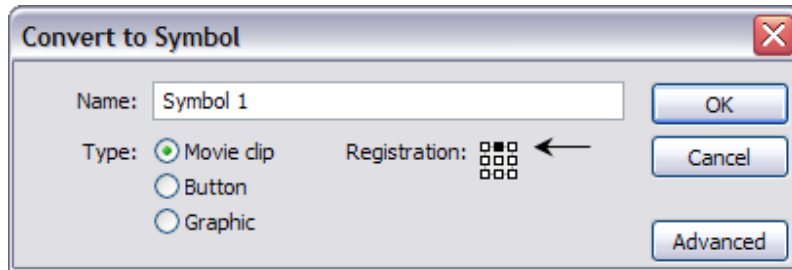 Convert to Symbol
Name: Symbol 1 OK
Type: Movie clip Registration: Cancel
Button
Graphic
Advanced